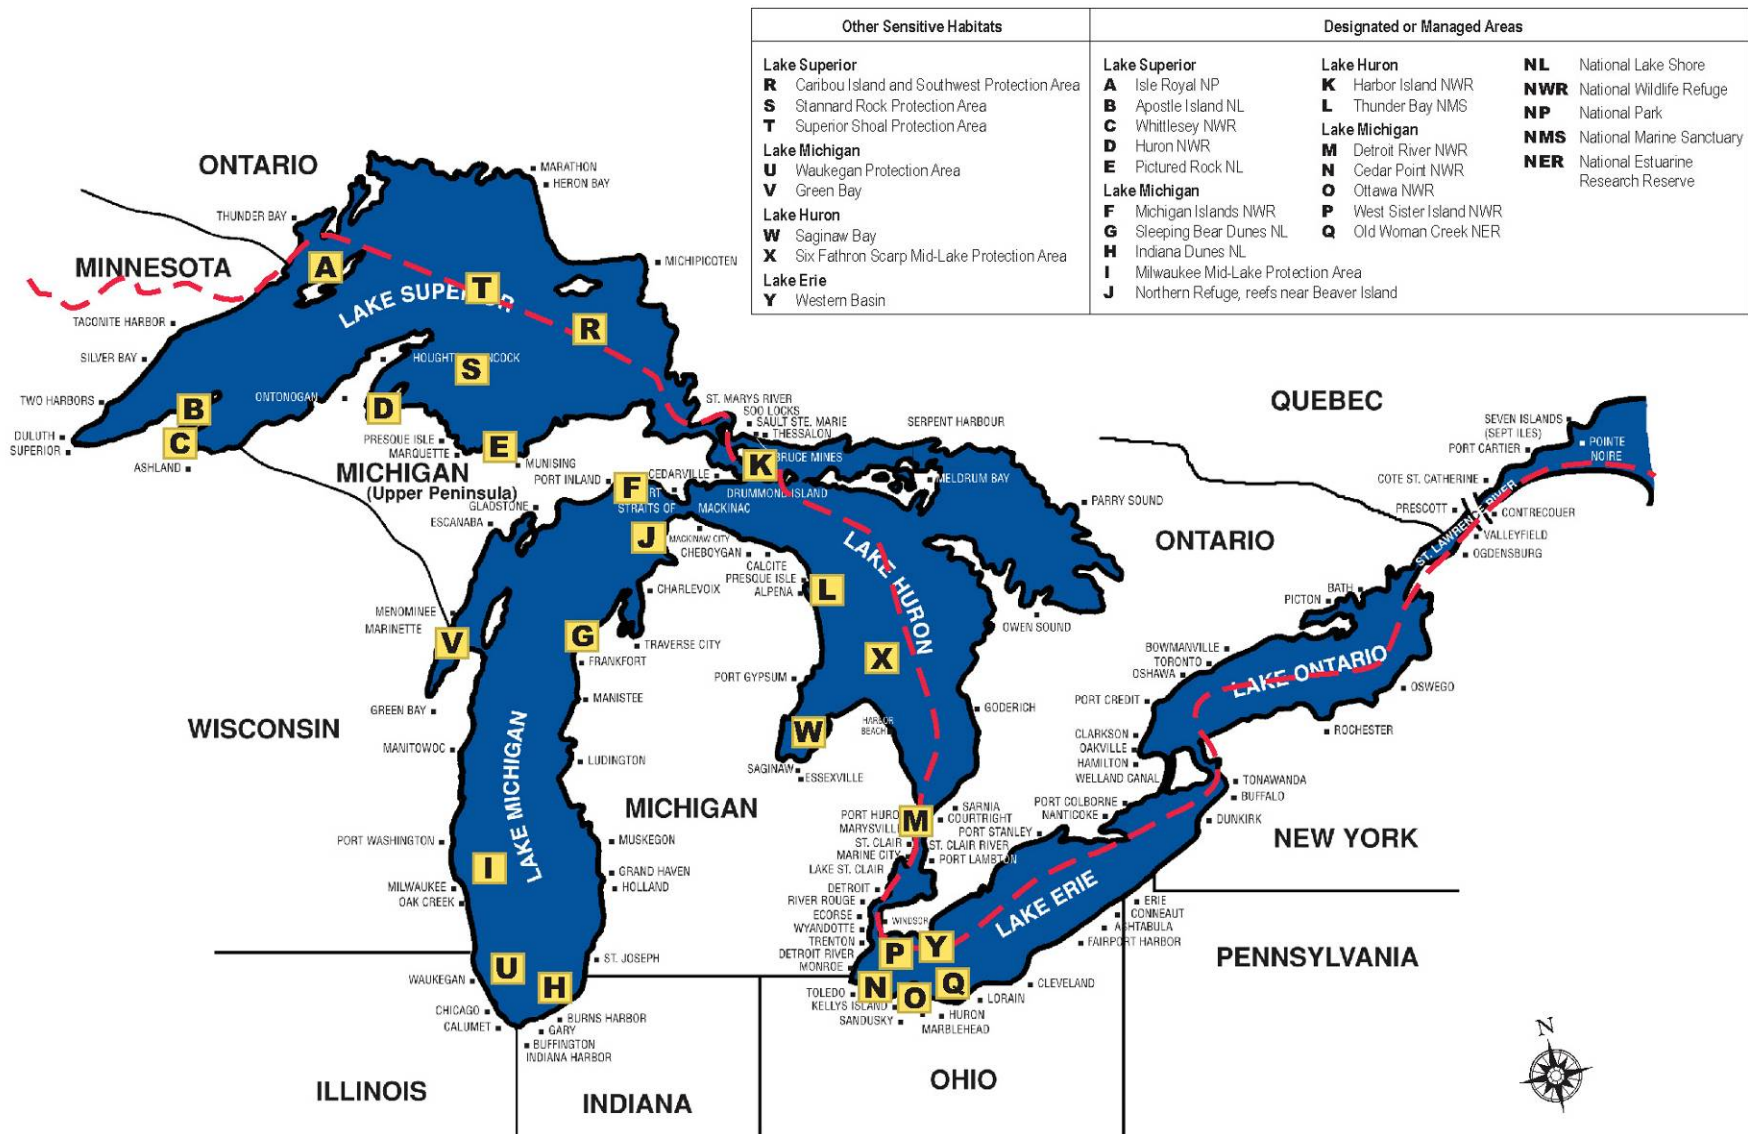 Other Sensitive Habitats
Designated or Managed Areas
Lake Superior
R Caribou Island and Southwest Protection Area
S Stannard Rock Protection Area
T Superior Shoal Protection Area
Lake Michigan
U Waukegan Protection Area
V Green Bay
Lake Huron
W Saginaw Bay
X Six Fathron Scarp Mid-Lake Protection Area
Lake Erie
Y Western Basin
Lake Superior
A Isle Royal NP
B Apostle Island NL
C Whittlesey NWR
D Huron NWR
E Pictured Rock NL
Lake Michigan
F Michigan Islands NWR
G Sleeping Bear Dunes NL
H Indiana Dunes NL
I Milwaukee Mid-Lake Protection Area
J Northern Refuge, reefs near Beaver Island
Lake Huron
K Harbor Island NWR
L Thunder Bay NMS
Lake Michigan
M Detroit River NWR
N Cedar Point NWR
O Ottawa NWR
P West Sister Island NWR
Q Old Woman Creek NER
NL National Lake Shore
NWR National Wildlife Refuge
NP National Park
NMS National Marine Sanctuary
NER National Estuarine
Research Reserve
ONTARIO
MARATHON
HERON BAY
THUNDER BAY
MINNESOTA
A
MICHIPICOTEN
LAKE SUPERIOR
T
TACONITE HARBOR
R
SILVER BAY
HOUGHT
NCOCK
S
TWO HARBORS
B
ONTONOGAN
D
DULUTH
SUPERIOR
C
ASHLAND
PRESQUE ISLE
MARQUETTE
E
MUNISING
MICHIGAN
(Upper Peninsula)
PORT INLAND
F
CEDARVILLE
ST. MARYS RIVER
SOO LOCKS
SAULT STE. MARIE
THESSALON
BRUCE MINES
K
SERPENT HARBOUR
MELDRUM BAY
PARRY SOUND
DRUMMOND ISLAND
GLADSTONE
ESCANABA
STRAITS OF MACKINAC
J
MACKINAW CITY
CHEBOYGAN
CALCITE
PRESQUE ISLE
ALPENA
L
CHARLEVOIX
LAKE HURON
ONTARIO
OWEN SOUND
QUEBEC
SEVEN ISLANDS
(SEPT ILES)
PORT CARTIER
POINTE
NOIRE
COTE ST. CATHERINE
PRESCOTT
CONTRECOUER
ST. LAWRENCE RIVER
VALLEYFIELD
OGDENSBURG
BATH
PICTON
MENOMINEE
MARINETTE
V
G
TRAVERSE CITY
FRANKFORT
X
PORT GYPSUM
MANISTEE
GREEN BAY
WISCONSIN
MANITOWOC
LAKE MICHIGAN
W
HARBOR
BEACH
GODERICH
LUDINGTON
SAGINAW
ESSEXVILLE
MICHIGAN
BOWMANVILLE
TORONTO
OSHAWA
LAKE ONTARIO
OSWEGO
PORT CREDIT
ROCHESTER
CLARKSON
OAKVILLE
HAMILTON
WELLAND CANAL
TONAWANDA
BUFFALO
PORT COLBORNE
NANTICOKE
DUNKIRK
NEW YORK
PORT WASHINGTON
MUSKEGON
I
GRAND HAVEN
HOLLAND
MILWAUKEE
OAK CREEK
PORT HURO
M
SARNIA
COURTRIGHT
MARYSVILL
PORT STANLEY
ST. CLAIR
ST. CLAIR RIVER
MARINE CITY
PORT LAMBTON
LAKE ST. CLAIR
DETROIT
RIVER ROUGE
ECORSE
WINDSOR
WYANDOTTE
TRENTON
DETROIT RIVER
MONROE
LAKE ERIE
P
Y
N
O
Q
ERIE
CONNEAUT
ASHTABULA
FAIRPORT HARBOR
PENNSYLVANIA
CLEVELAND
LORAIN
TOLEDO
KELLYS ISLAND
SANDUSKY
HURON
MARBLEHEAD
ST. JOSEPH
U
H
WAUKEGAN
CHICAGO
CALUMET
BURNS HARBOR
GARY
BUFFINGTON
INDIANA HARBOR
ILLINOIS
INDIANA
OHIO
N